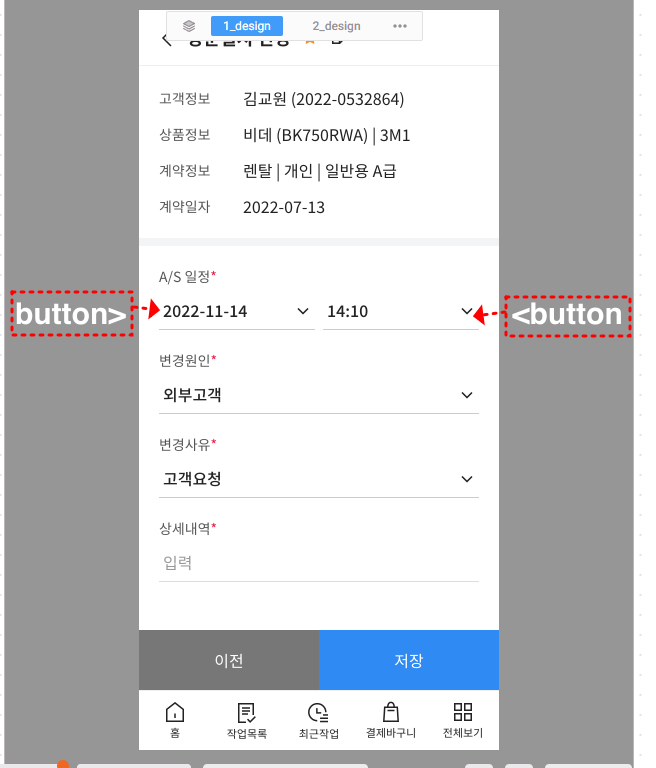 1_design 2_design
고객정보 김교원 (2022-0532864)
상품정보 비데 (BK750RWA) | 3M1
계약정보 렌탈 | 개인 | 일반용 A급
계약일자 2022-07-13
A/S 일정*
button> 2022-11-14 14:10 <button
변경원인*
외부고객
변경사유*
고객요청
상세내역*
입력
이전 저장
홈 작업목록 최근작업 결제바구니 전체보기